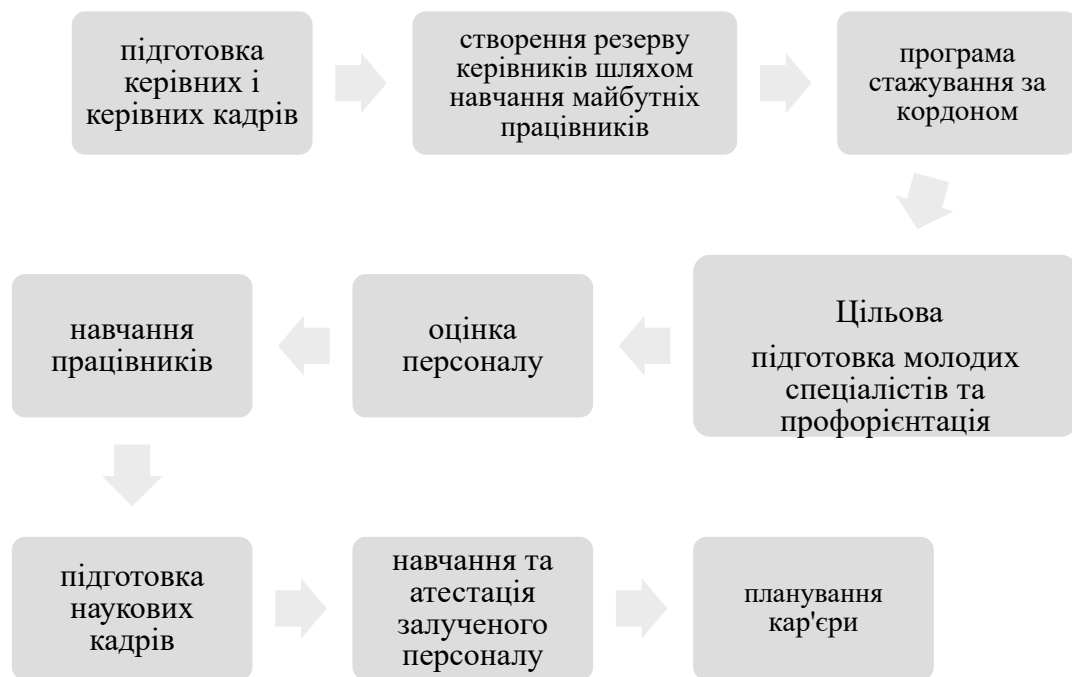 підготовка
керівних і
керівних кадрів
створення резерву
керівників шляхом
навчання майбутніх
працівників
програма
стажування за
кордоном
Цільова
підготовка молодих
спеціалістів та
профорієнтація
оцінка
персоналу
навчання
працівників
підготовка
наукових
кадрів
навчання та
атестація
залученого
персоналу
планування
кар'єри